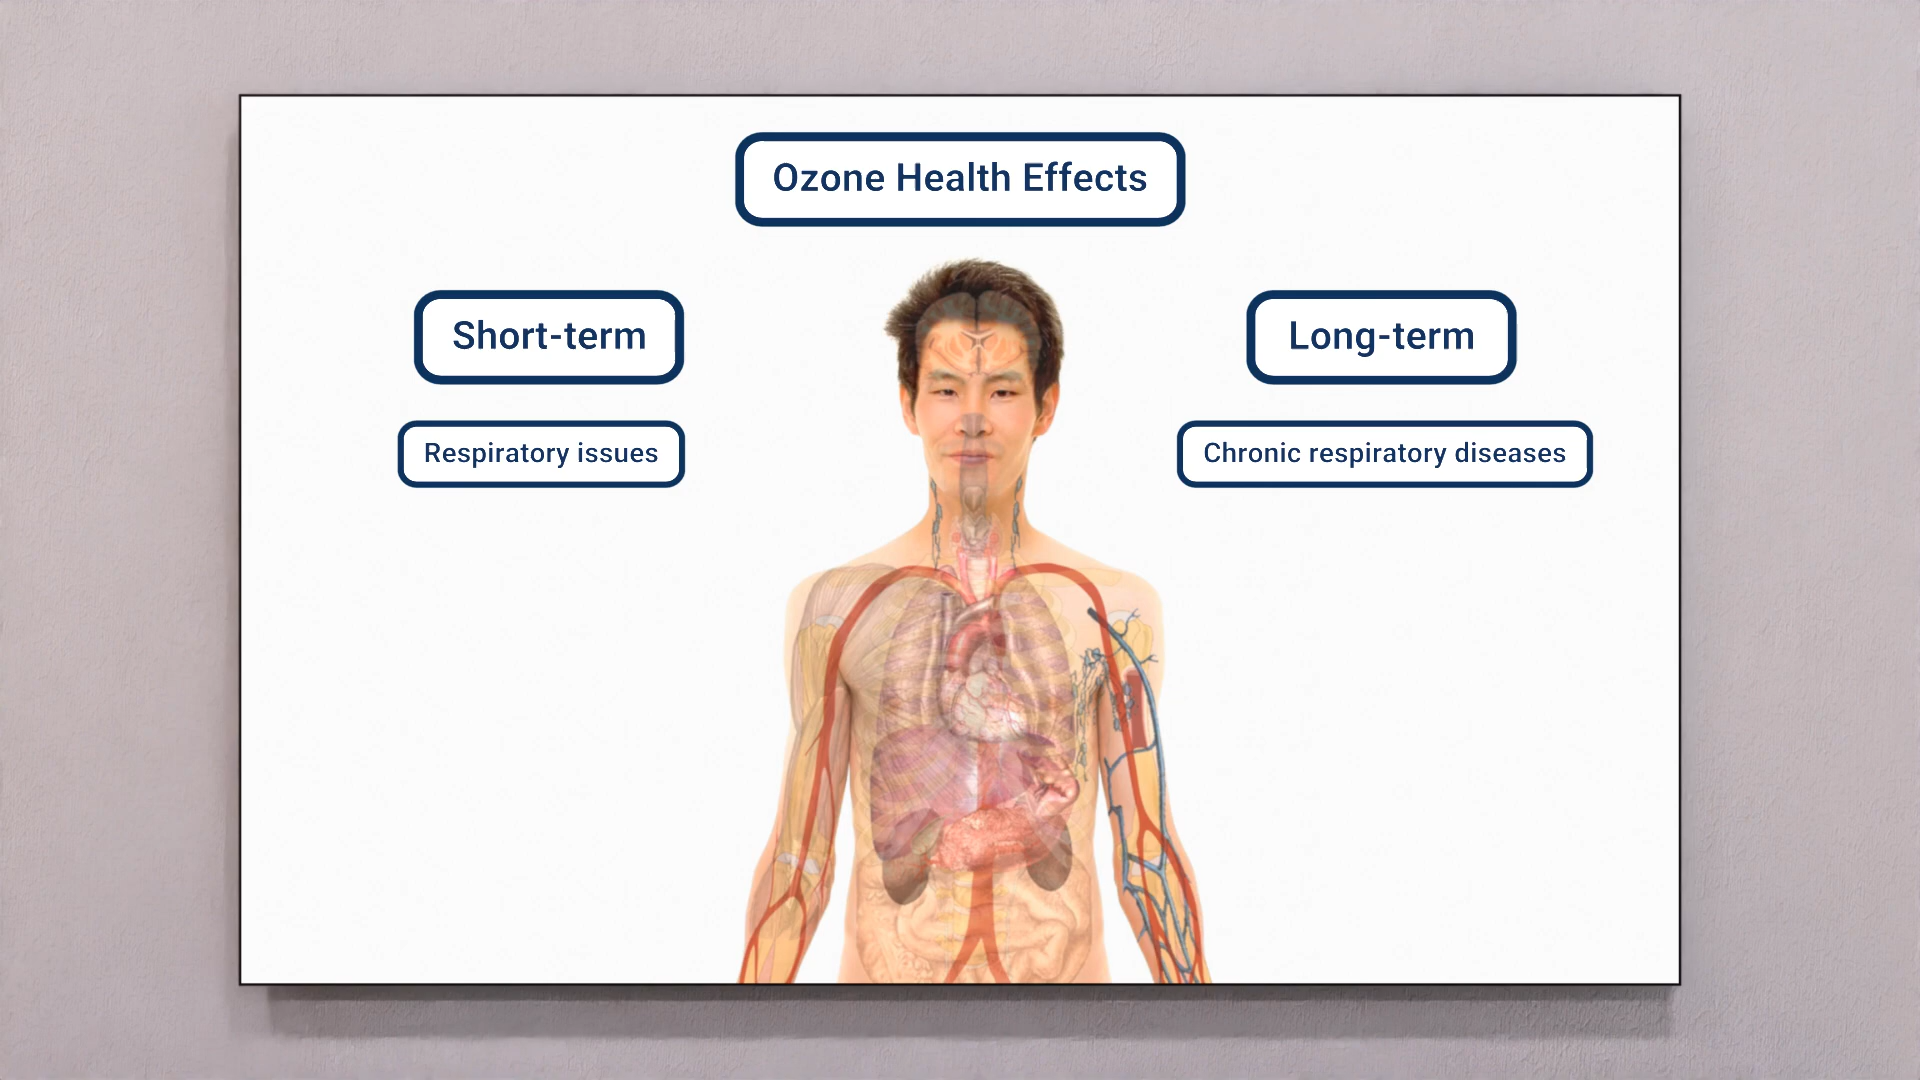 Ozone Health Effects
Short-term
Long-term
Respiratory issues
Chronic respiratory diseases